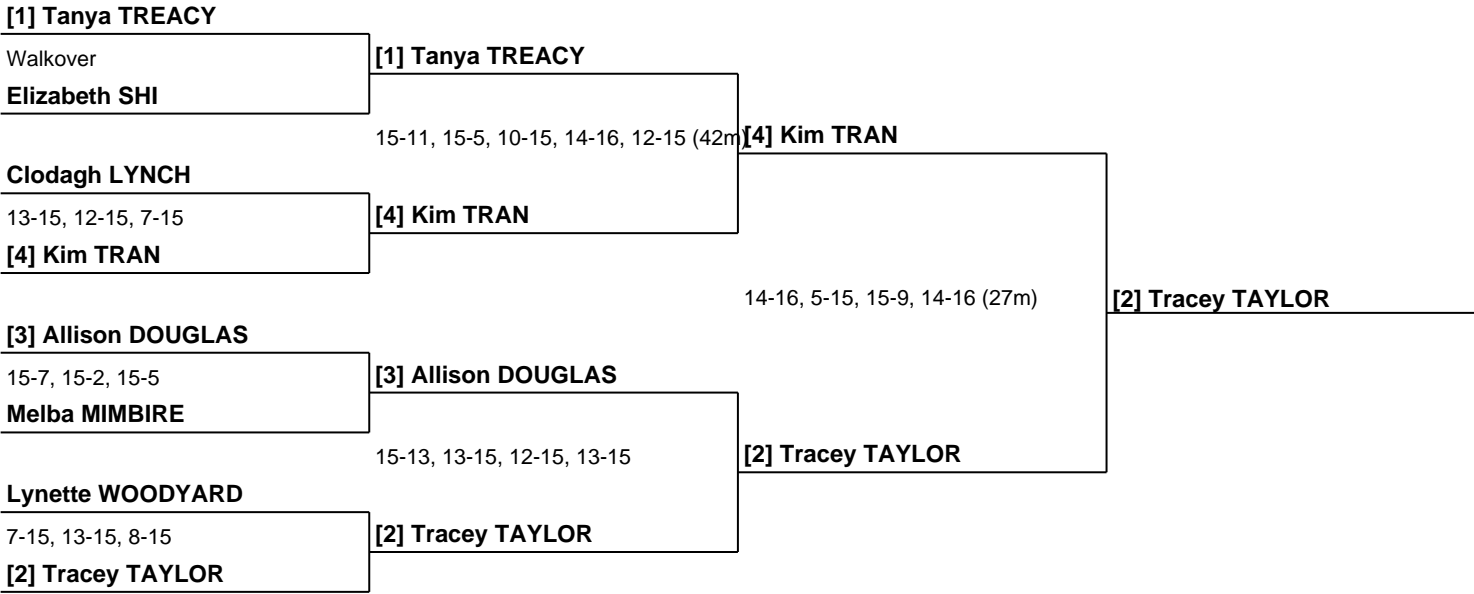 [1] Tanya TREACY
Walkover
[1] Tanya TREACY
Elizabeth SHI
15-11, 15-5, 10-15, 14-16, 12-15 (42m)
[4] Kim TRAN
Clodagh LYNCH
13-15, 12-15, 7-15
[4] Kim TRAN
[4] Kim TRAN
14-16, 5-15, 15-9, 14-16 (27m)
[2] Tracey TAYLOR
[3] Allison DOUGLAS
15-7, 15-2, 15-5
[3] Allison DOUGLAS
Melba MIMBIRE
15-13, 13-15, 12-15, 13-15
[2] Tracey TAYLOR
Lynette WOODYARD
7-15, 13-15, 8-15
[2] Tracey TAYLOR
[2] Tracey TAYLOR